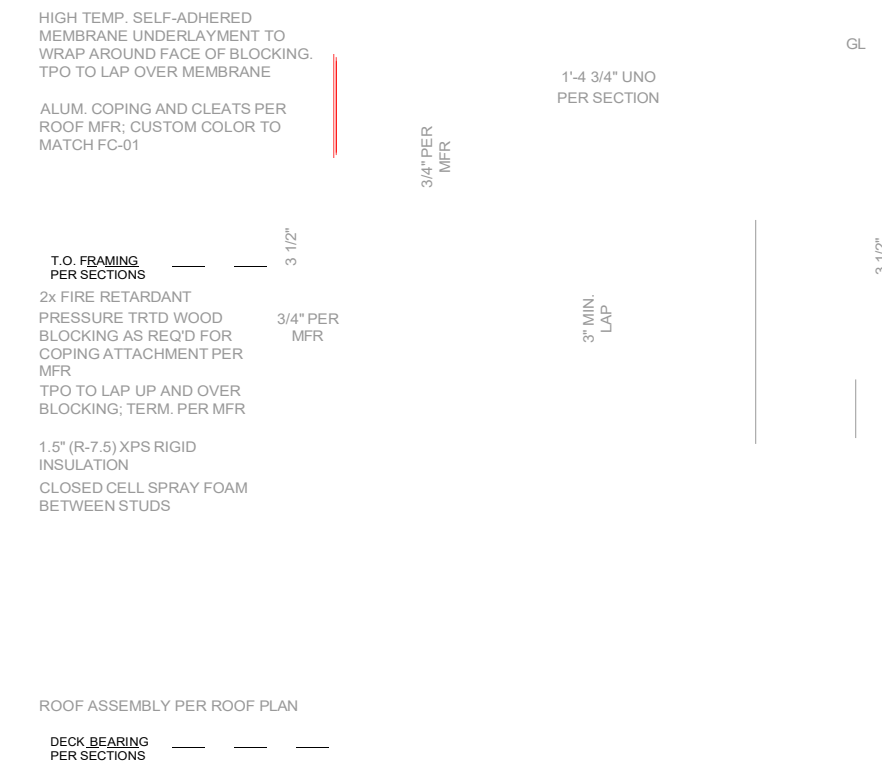 HIGH TEMP. SELF-ADHERED
MEMBRANE UNDERLAYMENT TO
WRAP AROUND FACE OF BLOCKING.
TPO TO LAP OVER MEMBRANE
ALUM. COPING AND CLEATS PER
ROOF MFR; CUSTOM COLOR TO
MATCH FC-01
GL
1'-4 3/4" UNO
PER SECTION
3/4" PER
MFR
3 1/2"
T.O. FRAMING
PER SECTIONS
2x FIRE RETARDANT
PRESSURE TRTD WOOD
BLOCKING AS REQ'D FOR
COPING ATTACHMENT PER
MFR
3/4" PER
MFR
3" MIN.
LAP
3 1/2"
TPO TO LAP UP AND OVER
BLOCKING; TERM. PER MFR
1.5" (R-7.5) XPS RIGID
INSULATION
CLOSED CELL SPRAY FOAM
BETWEEN STUDS
ROOF ASSEMBLY PER ROOF PLAN
DECK BEARING
PER SECTIONS